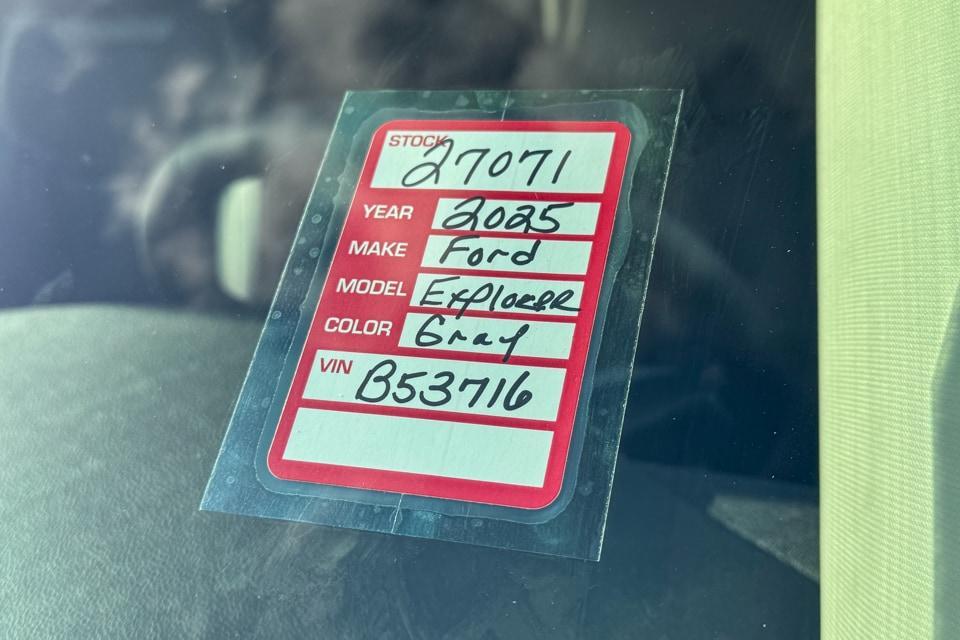 STOCK 27071
YEAR 2025
MAKE Ford
MODEL Explorer
COLOR Gray
VIN B53716